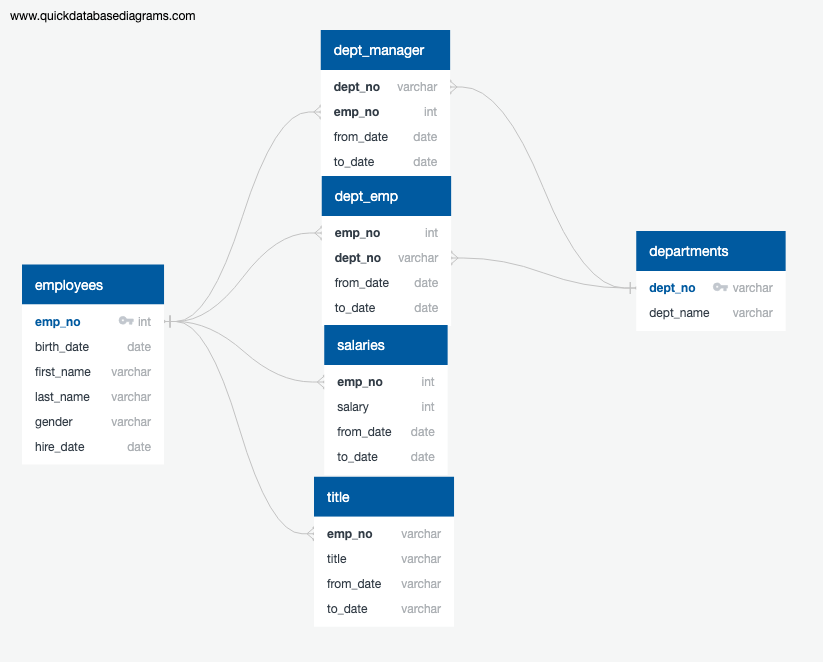 www.quickdatabasediagrams.com
dept_manager
dept_no varchar
emp_no int
from_date date
to_date date
dept_emp
emp_no int
dept_no varchar
from_date date
to_date date
departments
dept_no varchar
dept_name varchar
employees
emp_no int
birth_date date
first_name varchar
last_name varchar
gender varchar
hire_date date
salaries
emp_no int
salary int
from_date date
to_date date
title
emp_no varchar
title varchar
from_date varchar
to_date varchar